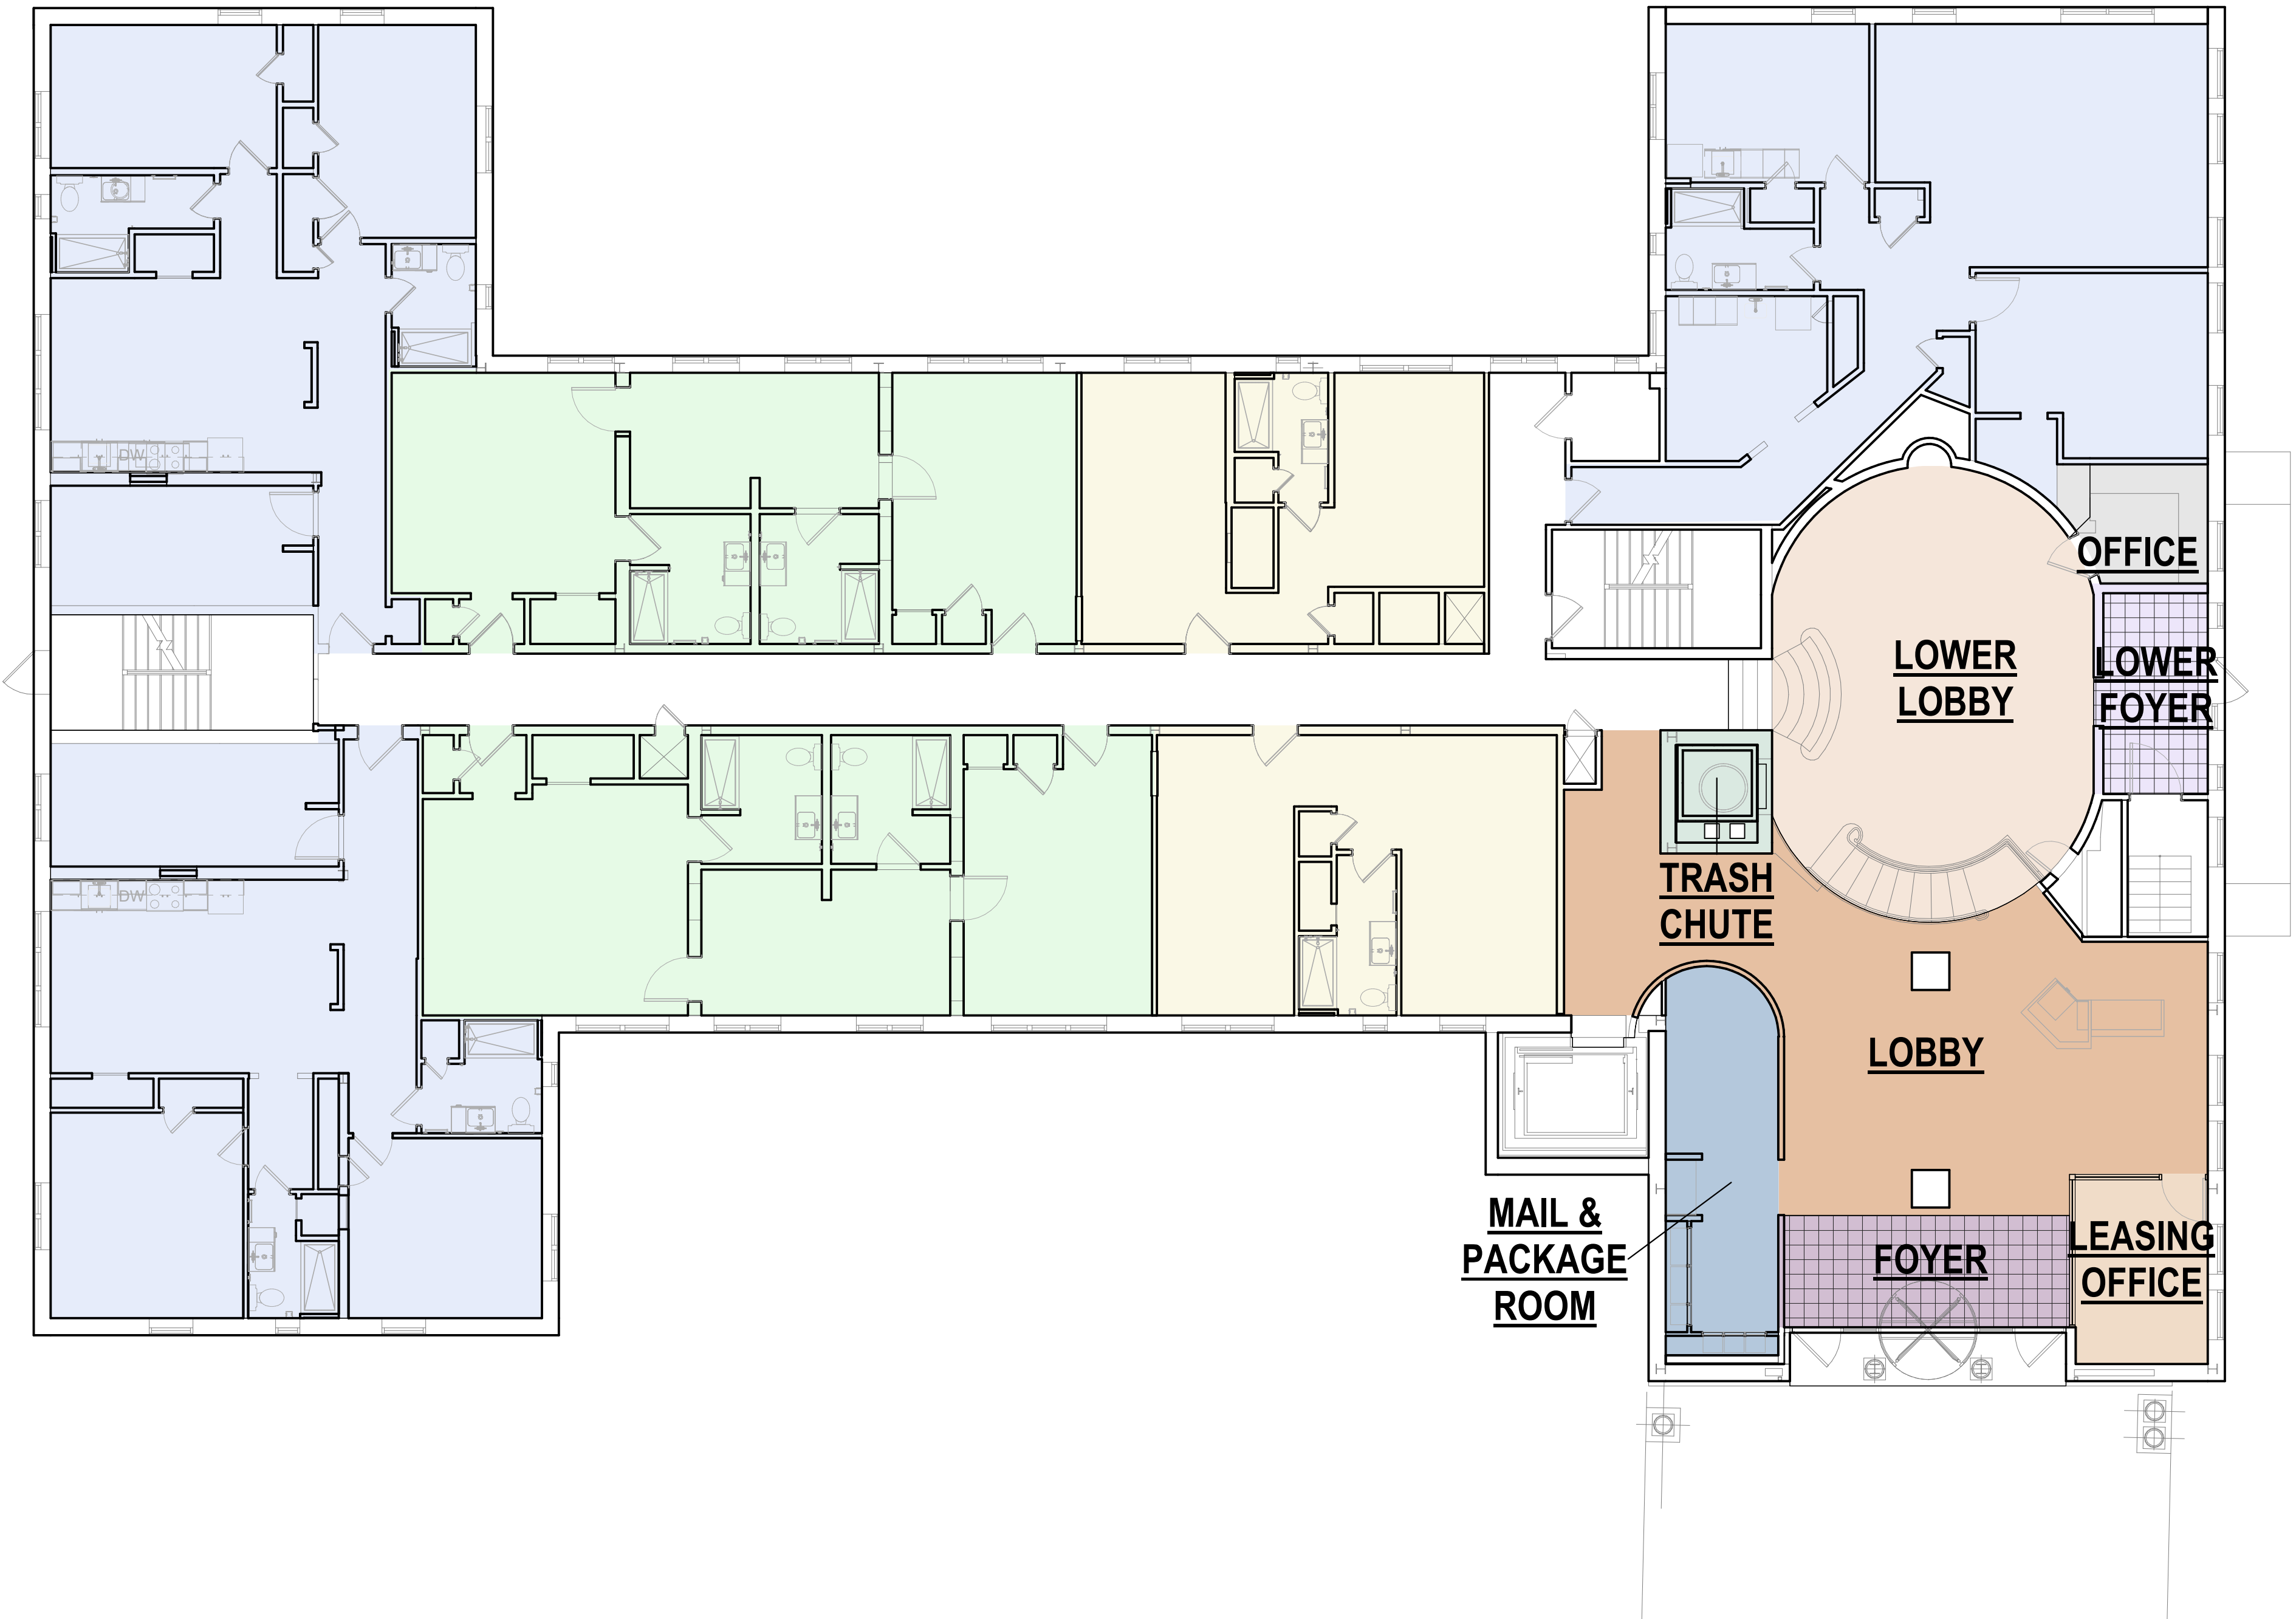 DW
OFFICE
LOWER
LOBBY
LOWER
FOYER
TRASH
CHUTE
DW
LOBBY
MAIL &
PACKAGE
ROOM
FOYER
LEASING
OFFICE